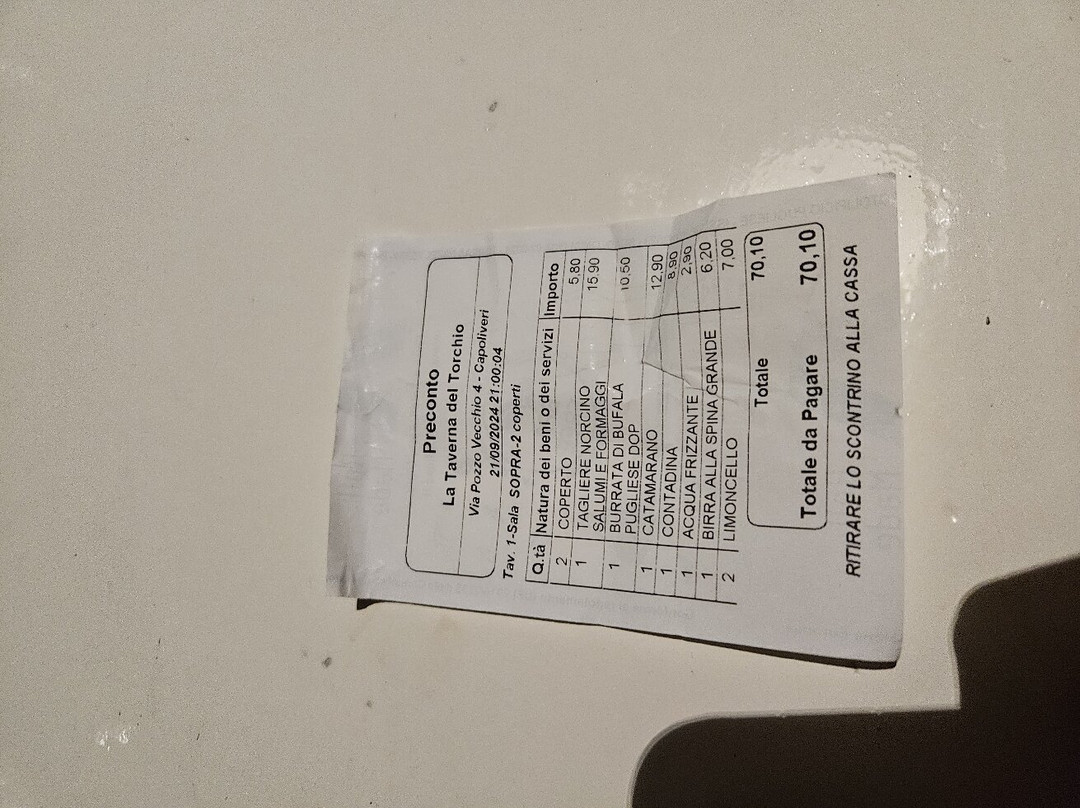 Preconto
La Taverna del Torchio
Via Pozzo Vecchio 4 - Capoliveri
21/09/2024 21:00:04
Tav. 1-Sala SOPRA-2 coperti
Q.tà Natura dei beni o dei servizi Importo
2 COPERTO 5,80
1 TAGLIERE NORCINO 15,90
SALUMI E FORMAGGI
1 BURRATA DI BUFALA 10,50
PUGLIESE DOP
1 CATAMARANO 12,90
1 CONTADINA 8,90
1 ACQUA FRIZZANTE 2,90
1 BIRRA ALLA SPINA GRANDE 6,20
2 LIMONCELLO 7,00
Totale 70,10
Totale da Pagare 70,10
RITIRARE LO SCONTRINO ALLA CASSA